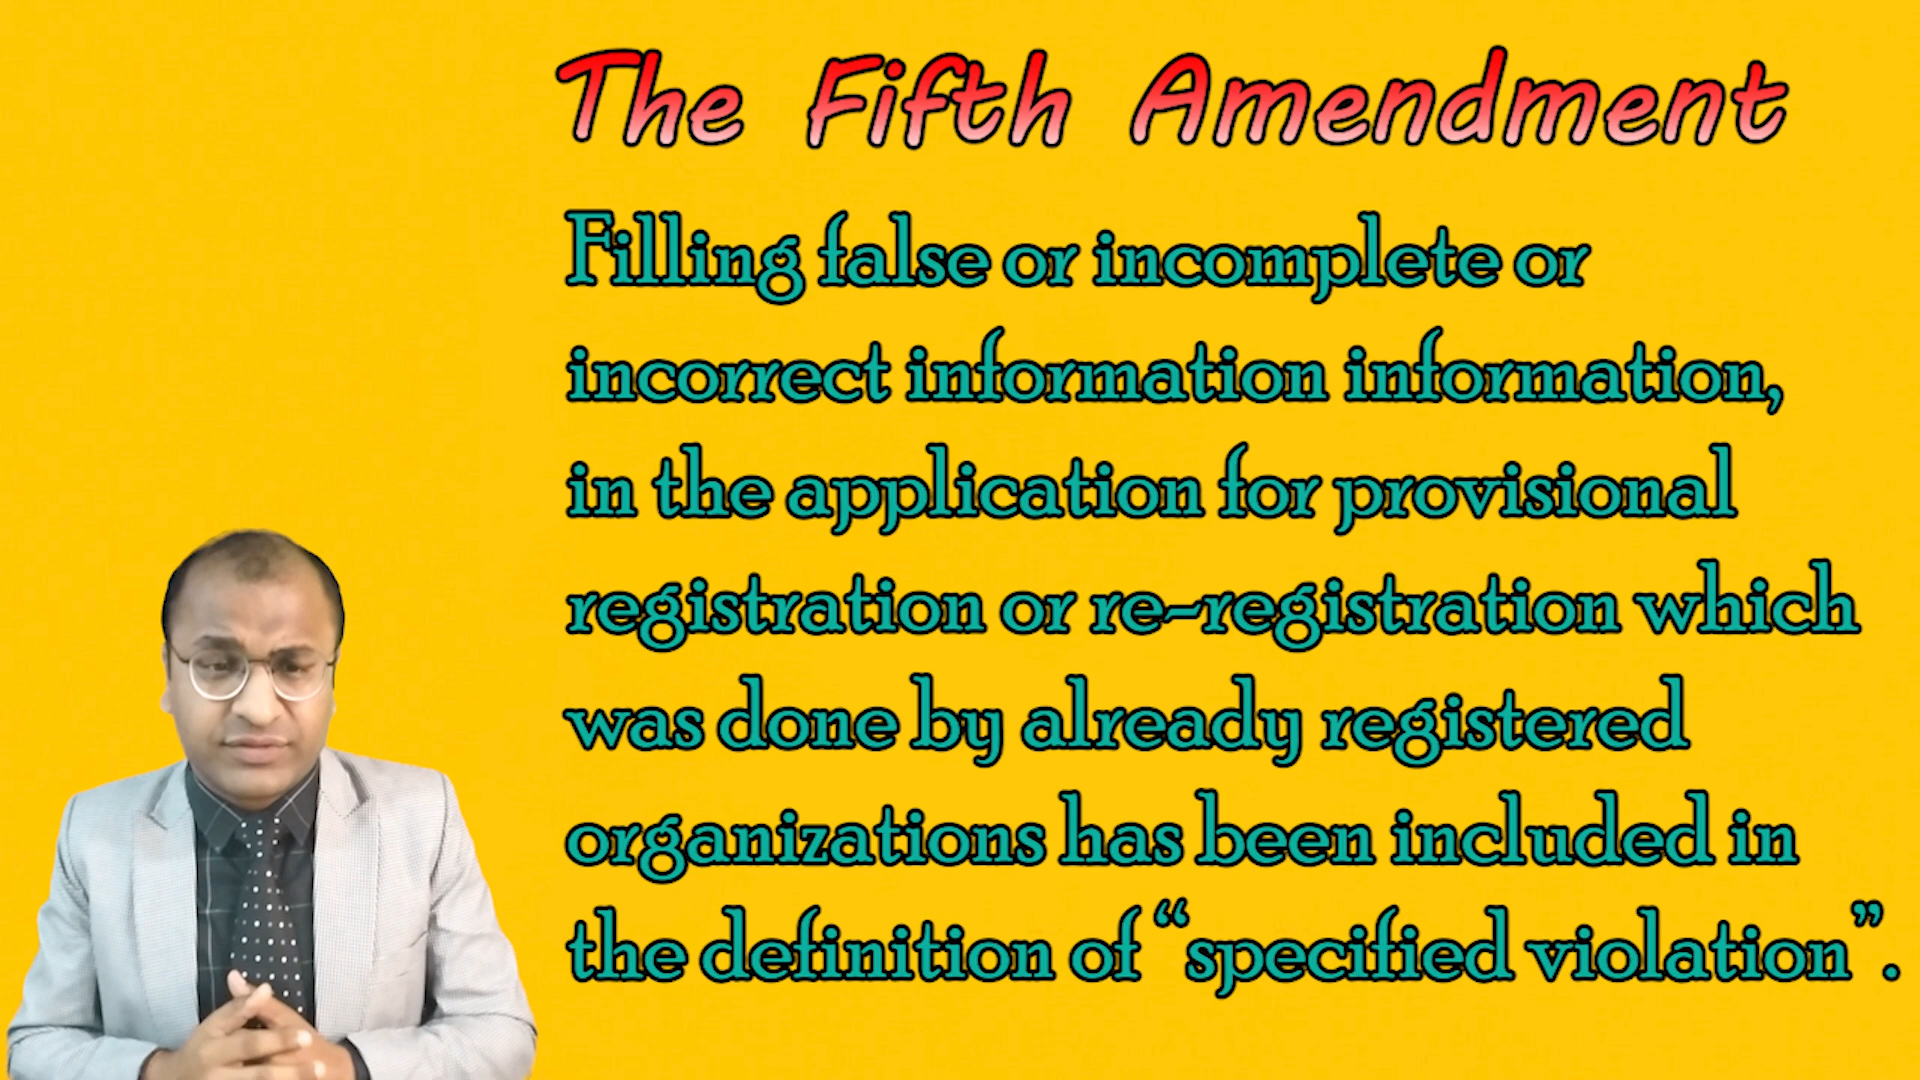 The Fifth Amendment
Filling false or incomplete or
incorrect information information,
in the application for provisional
registration or re-registration which
was done by already registered
organizations has been included in
the definition of “specified violation”.